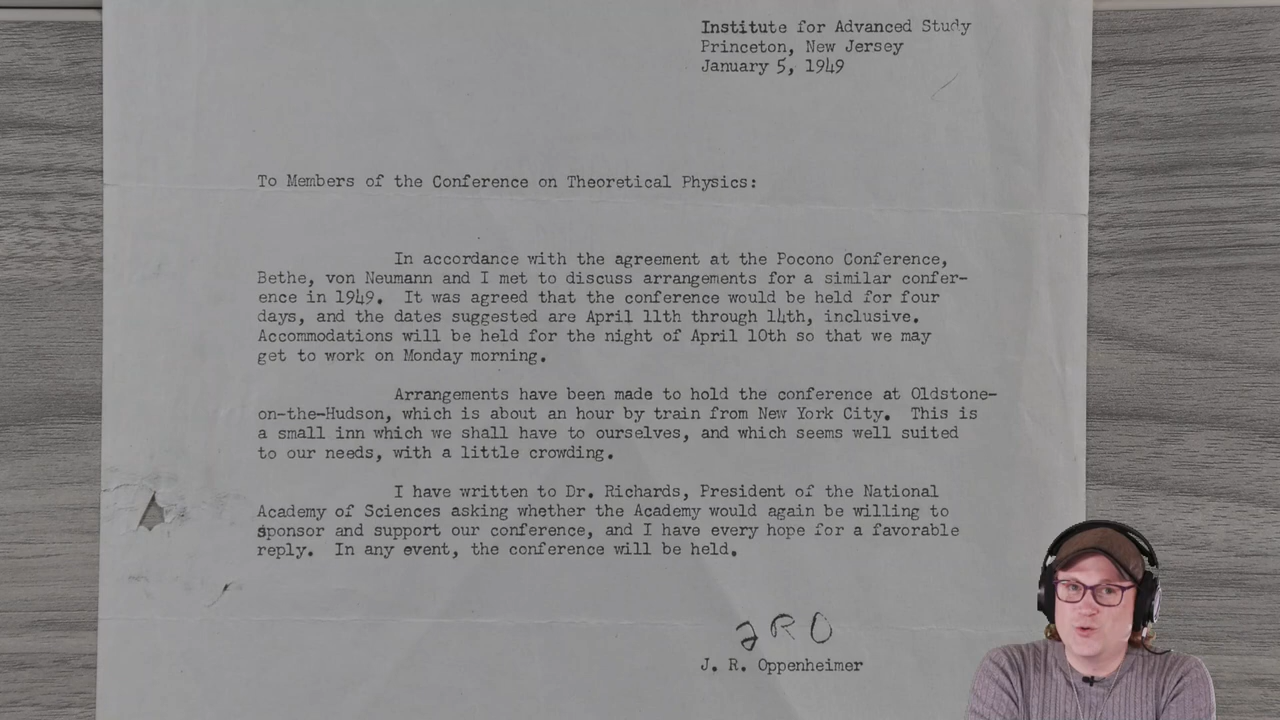 Institute for Advanced Study
Princeton, New Jersey
January 5, 1949
To Members of the Conference on Theoretical Physics:
In accordance with the agreement at the Pocono Conference,
Bethe, von Neumann and I met to discuss arrangements for a similar confer-
ence in 1949. It was agreed that the conference would be held for four
days, and the dates suggested are April 11th through 14th, inclusive.
Accommodations will be held for the night of April 10th so that we may
get to work on Monday morning.
Arrangements have been made to hold the conference at Oldstone-
on-the-Hudson, which is about an hour by train from New York City. This is
a small inn which we shall have to ourselves, and which seems well suited
to our needs, with a little crowding.
I have written to Dr. Richards, President of the National
Academy of Sciences asking whether the Academy would again be willing to
sponsor and support our conference, and I have every hope for a favorable
reply. In any event, the conference will be held.
JRO
J. R. Oppenheimer